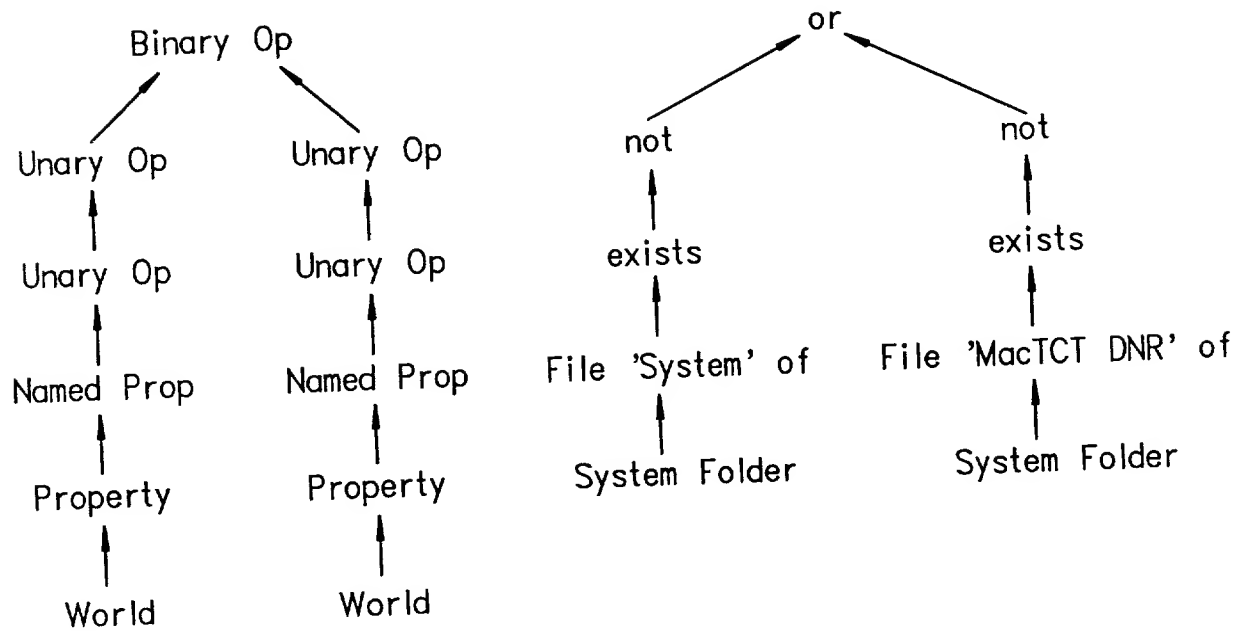 Binary Op
or
Unary Op
Unary Op
not
not
Unary Op
Unary Op
exists
exists
Named Prop
Named Prop
File 'System' of
File 'MacTCT DNR' of
Property
Property
System Folder
System Folder
World
World